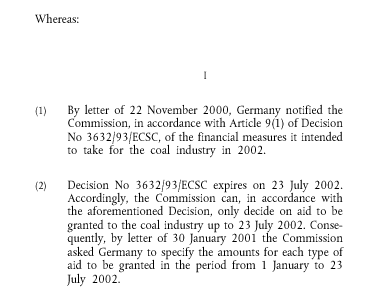 Whereas:
I
(1) By letter of 22 November 2000, Germany notified the
Commission, in accordance with Article 9(1) of Decision
No 3632/93/ECSC, of the financial measures it intended
to take for the coal industry in 2002.
(2) Decision No 3632/93/ECSC expires on 23 July 2002.
Accordingly, the Commission can, in accordance with
the aforementioned Decision, only decide on aid to be
granted to the coal industry up to 23 July 2002. Conse-
quently, by letter of 30 January 2001 the Commission
asked Germany to specify the amounts for each type of
aid to be granted in the period from 1 January to 23
July 2002.